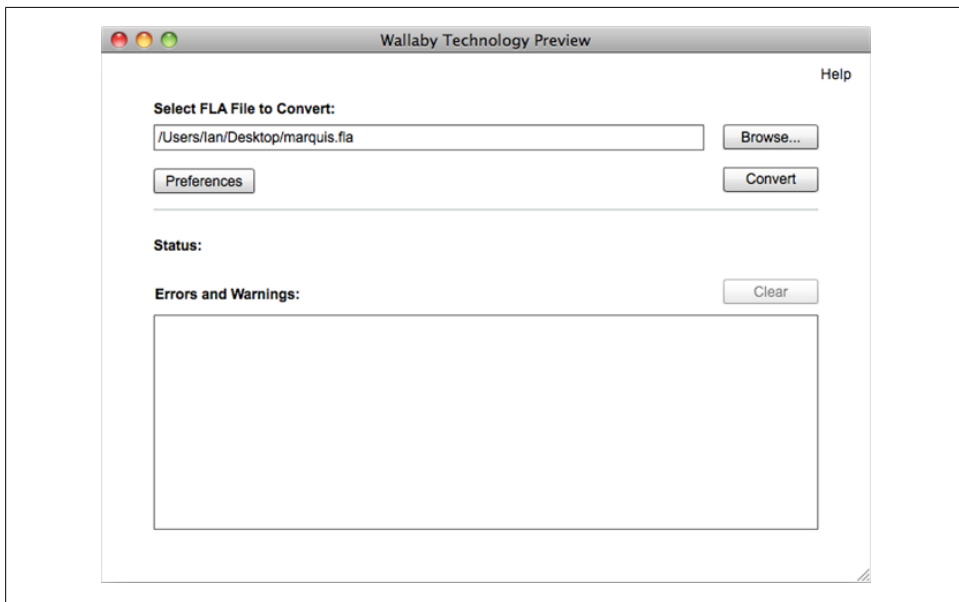 Wallaby Technology Preview
Help
Select FLA File to Convert:
/Users/Ian/Desktop/marquis.fla
Browse...
Preferences
Convert
Status:
Errors and Warnings:
Clear